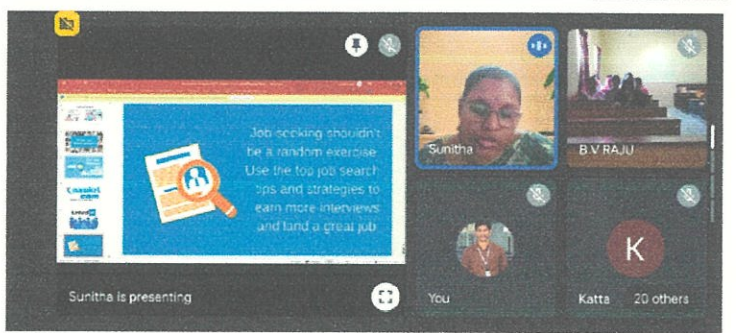 Job seeking shouldn't
be a random exercise.
Use the top job search
tips and strategies to
earn more interviews
and land a great job
naukri
.com
Sunitha
B.V RAJU
K
Sunitha is presenting
You
Katta
20 others